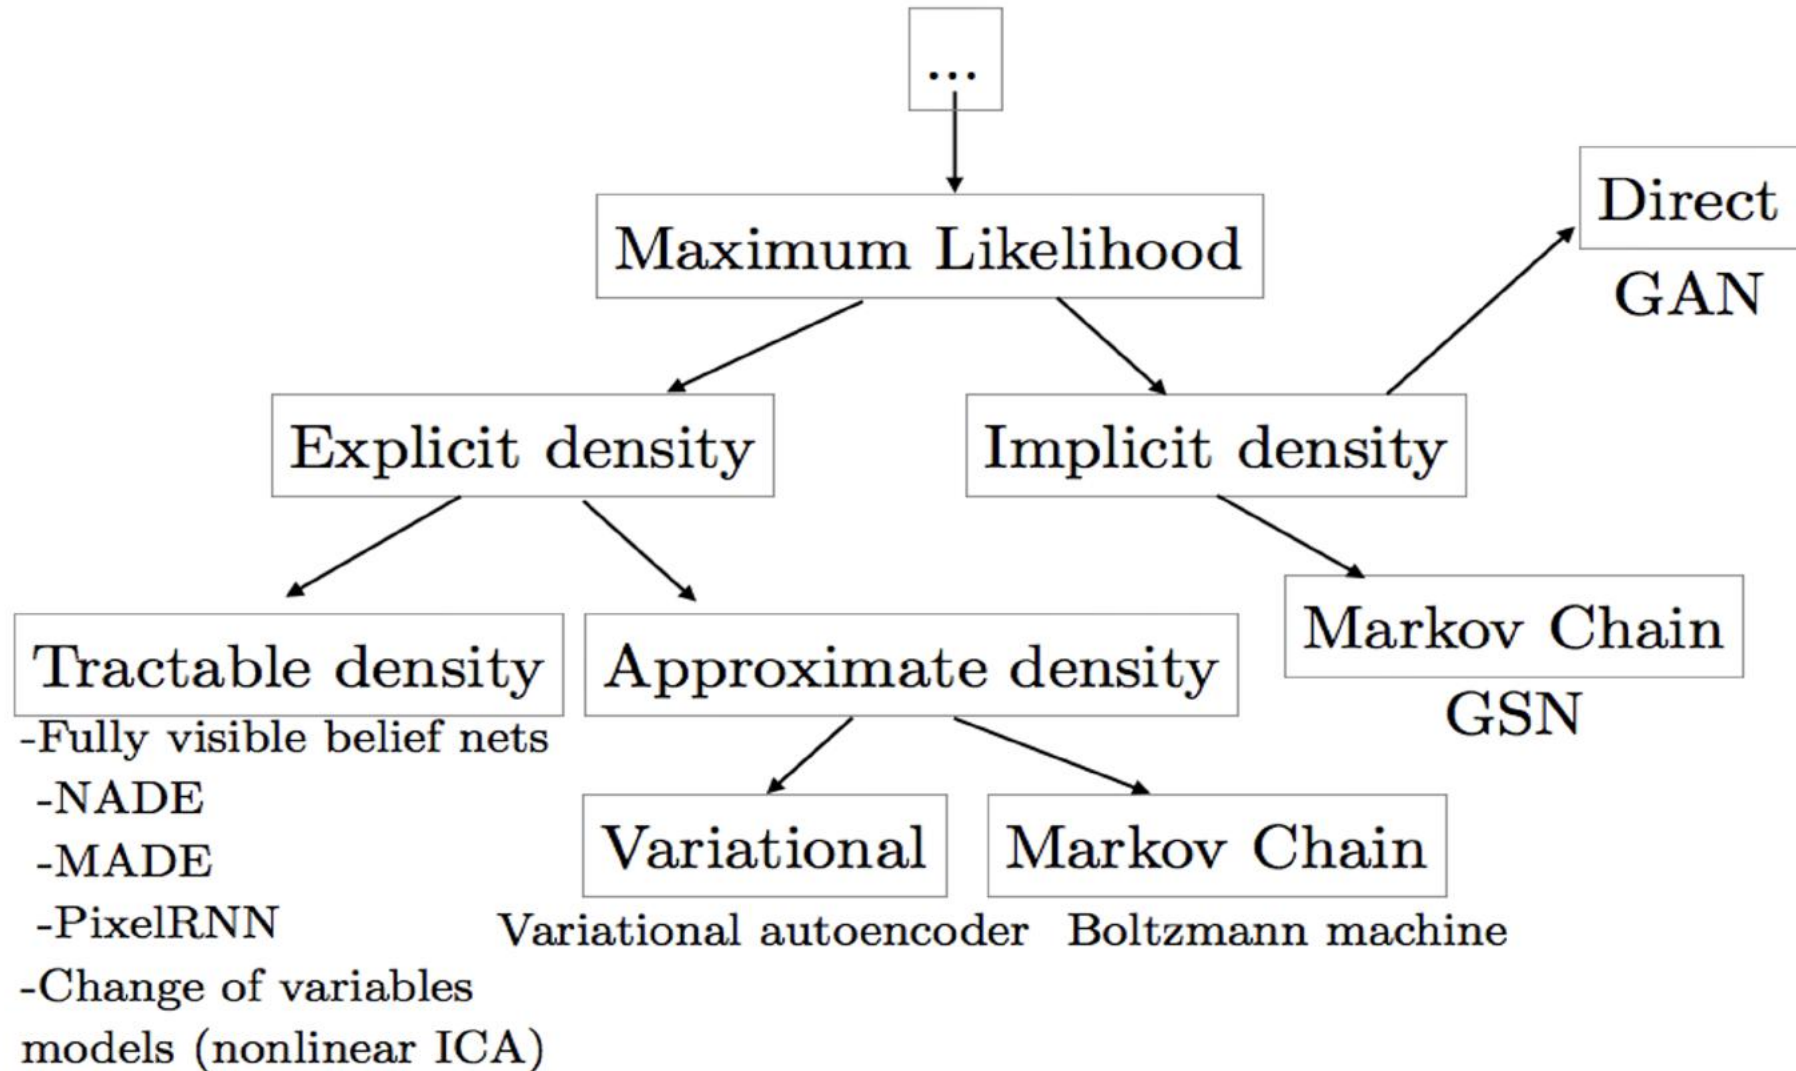 ...
Maximum Likelihood
Direct
GAN
Explicit density
Implicit density
Markov Chain
GSN
Tractable density
-Fully visible belief nets
-NADE
-MADE
-PixelRNN
-Change of variables
models (nonlinear ICA)
Approximate density
Variational
Variational autoencoder
Markov Chain
Boltzmann machine